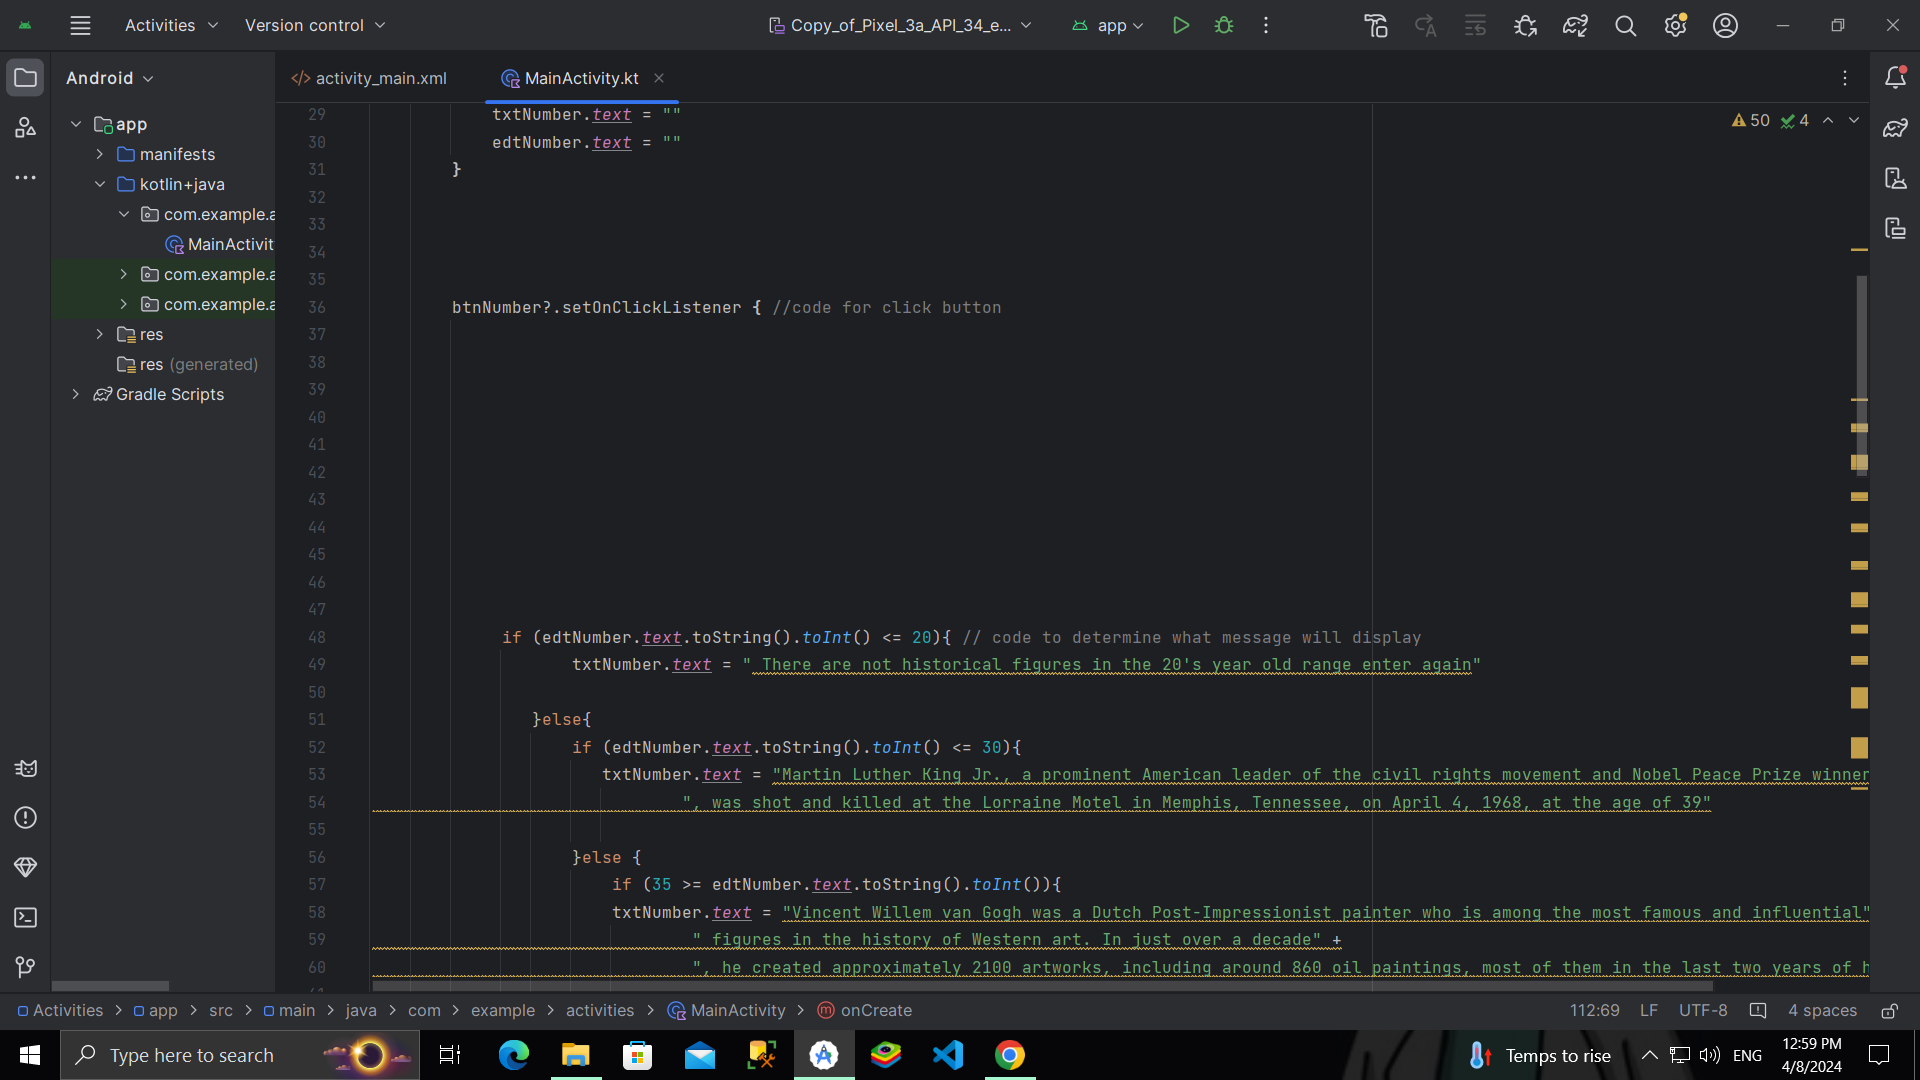 Activities Version control Copy_of_Pixel_3a_API_34_e... app
Android activity_main.xml MainActivity.kt
app
manifests
kotlin+java
com.example.a
MainActivit
com.example.a
com.example.a
res
res (generated)
Gradle Scripts
50 4
29 txtNumber.text = ""
30 edtNumber.text = ""
31 }
32
33
34
35
36 btnNumber?.setOnClickListener { //code for click button
37
38
39
40
41
42
43
44
45
46
47
48 if (edtNumber.text.toString().toInt() <= 20){ // code to determine what message will display
49 txtNumber.text = " There are not historical figures in the 20's year old range enter again"
50
51 }else{
52 if (edtNumber.text.toString().toInt() <= 30){
53 txtNumber.text = "Martin Luther King Jr., a prominent American leader of the civil rights movement and Nobel Peace Prize winner
54 ", was shot and killed at the Lorraine Motel in Memphis, Tennessee, on April 4, 1968, at the age of 39"
55
56 }else {
57 if (35 >= edtNumber.text.toString().toInt()){
58 txtNumber.text = "Vincent Willem van Gogh was a Dutch Post-Impressionist painter who is among the most famous and influential"
59 " figures in the history of Western art. In just over a decade" +
60 ", he created approximately 2100 artworks, including around 860 oil paintings, most of them in the last two years of h
Activities > app > src > main > java > com > example > activities > MainActivity > onCreate 112:69 LF UTF-8 4 spaces
Type here to search Temps to rise ENG 12:59 PM
4/8/2024